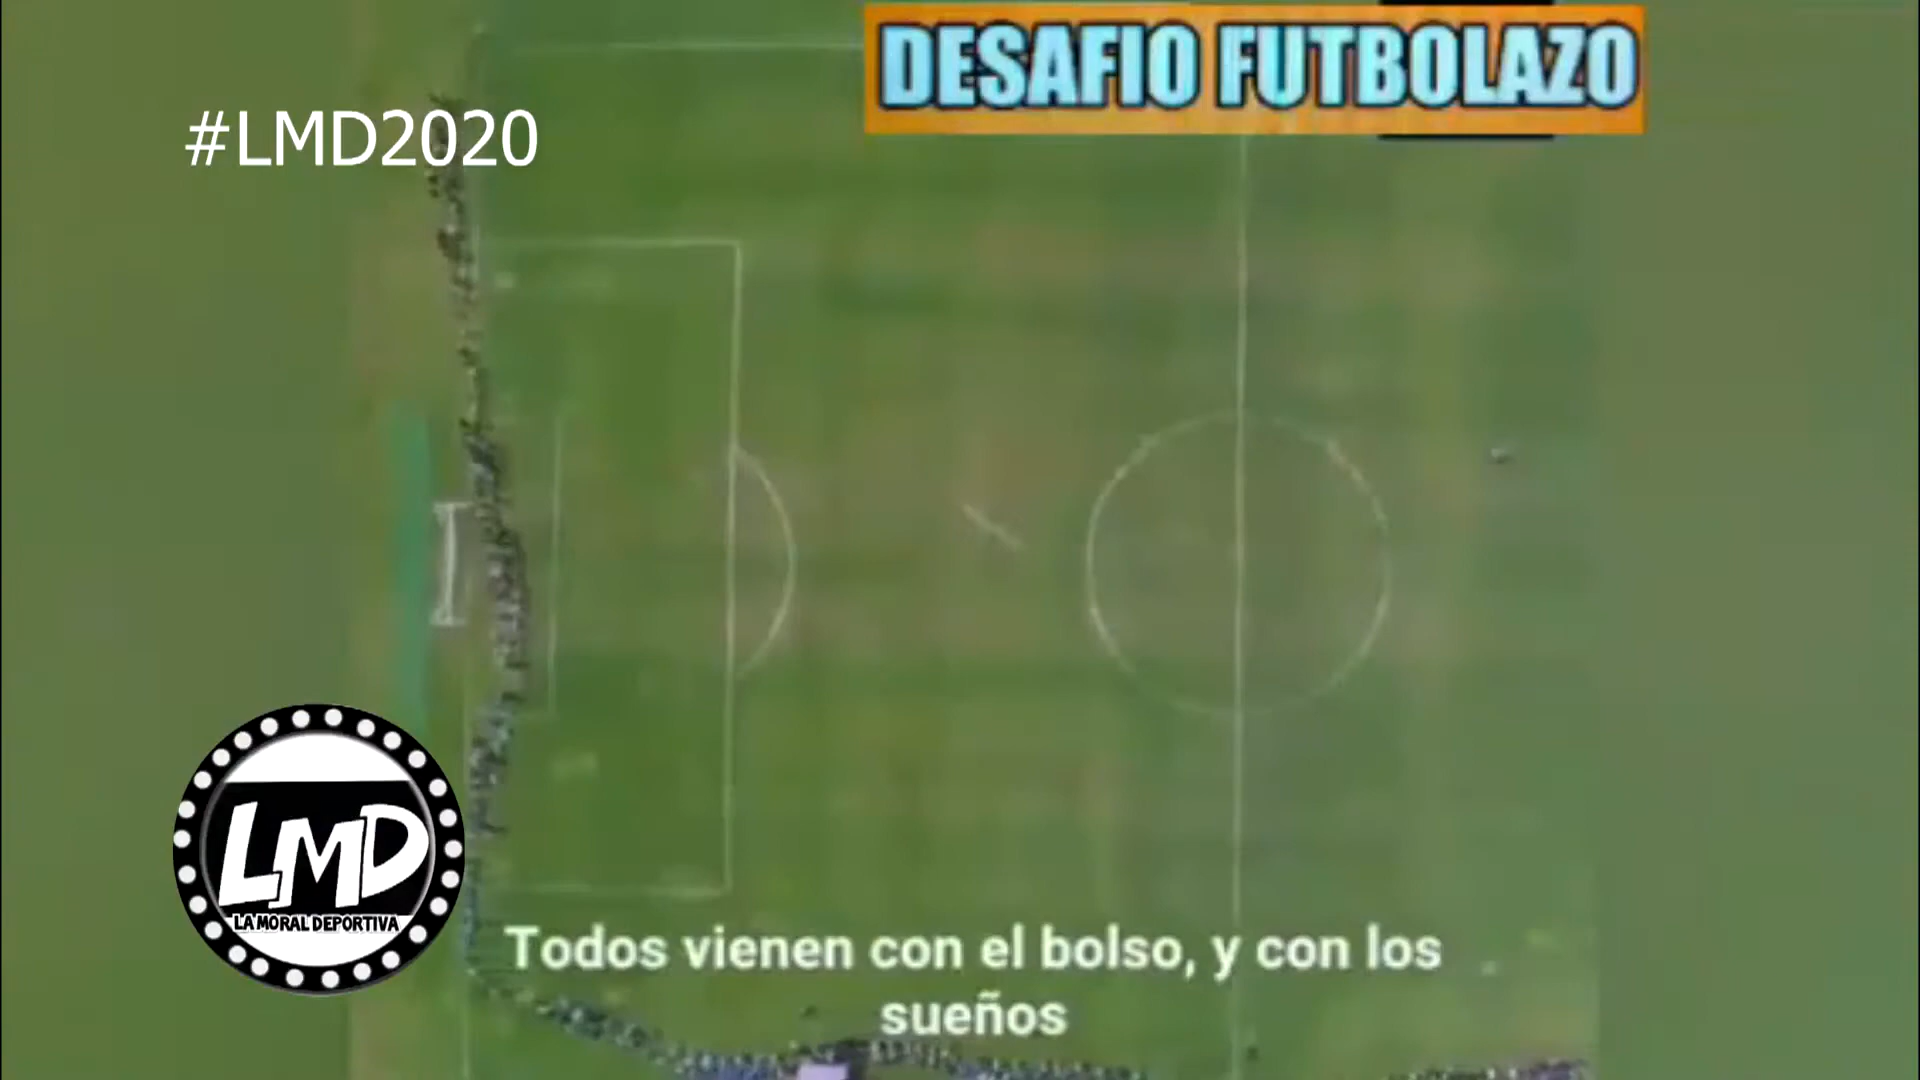 DESAFIO FUTBOLAZO
#LMD2020
LMD
LA MORAL DEPORTIVA
Todos vienen con el bolso, y con los
sueños